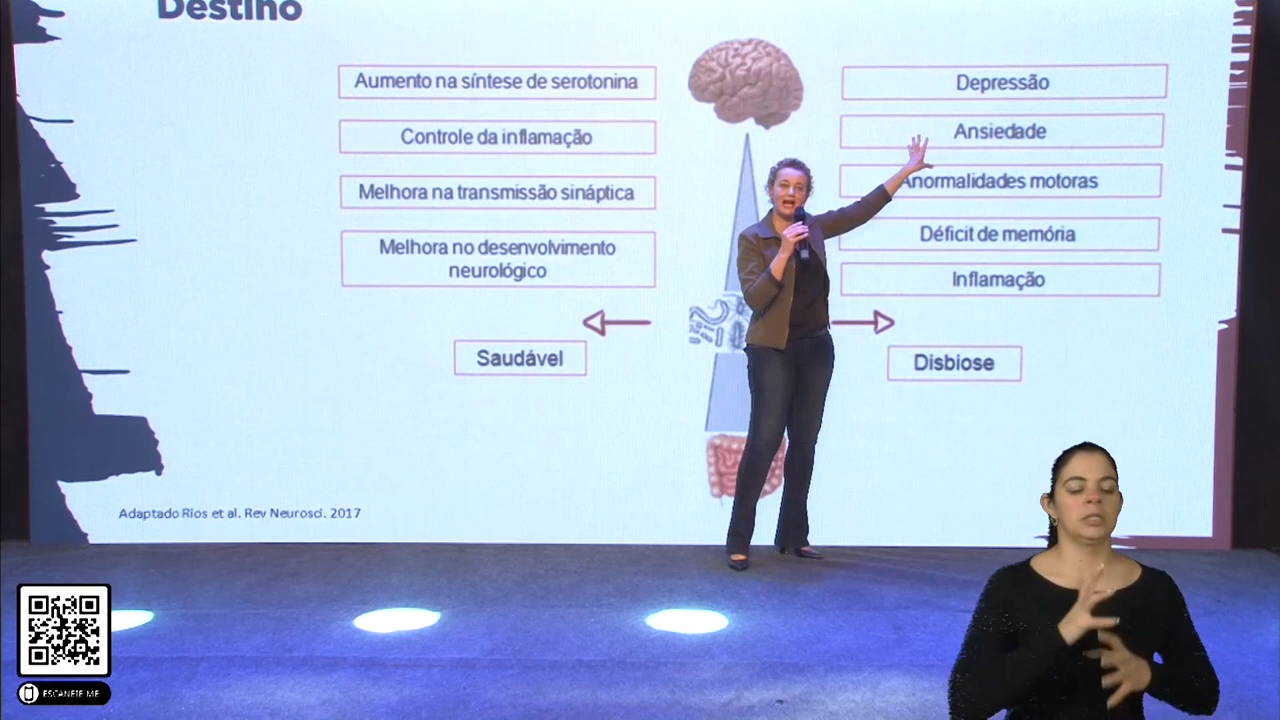 Destino
Aumento na síntese de serotonina
Controle da inflamação
Melhora na transmissão sináptica
Melhora no desenvolvimento
neurológico
Saudável
Depressão
Ansiedade
Anormalidades motoras
Déficit de memória
Inflamação
Disbiose
Adaptado Rios et al. Rev Neurosci. 2017
ESCANEIE ME